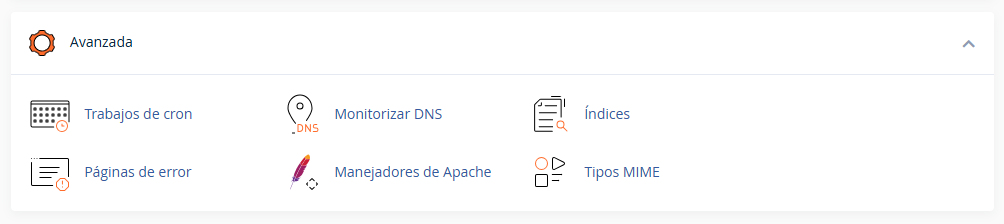 Avanzada
Trabajos de cron
DNS
Monitorizar DNS
Índices
Páginas de error
Manejadores de Apache
Tipos MIME